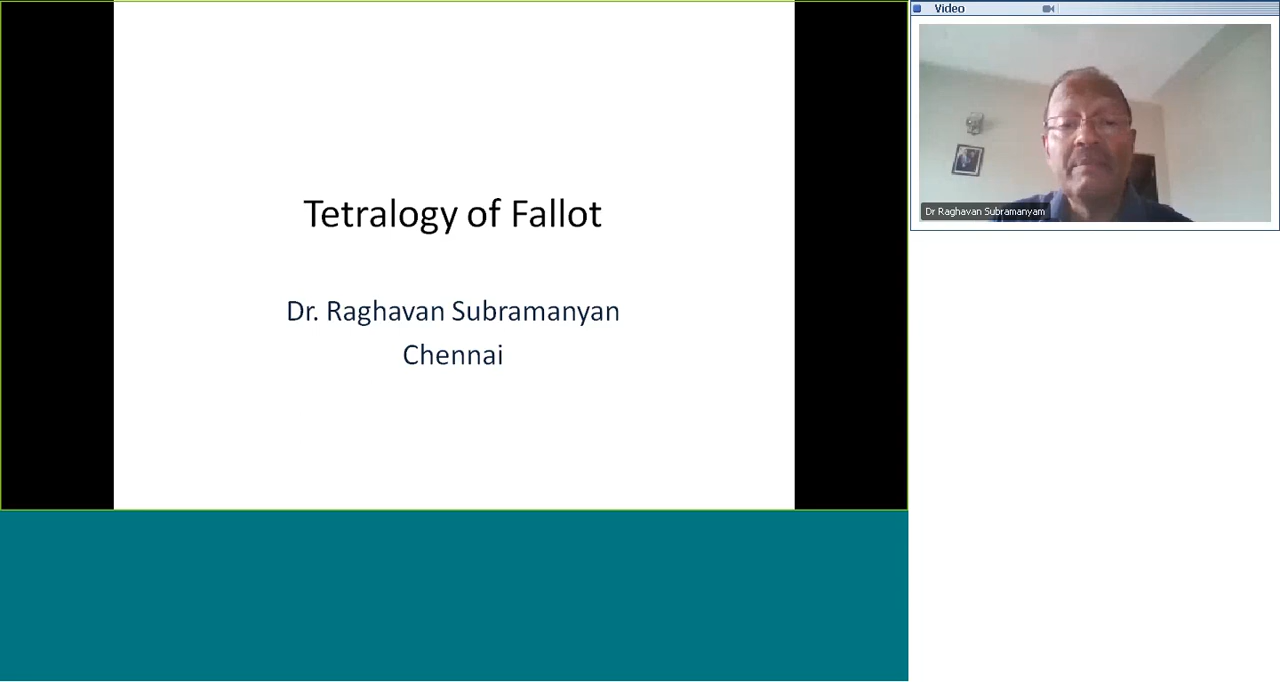 Tetralogy of Fallot
Dr. Raghavan Subramanyan
Chennai
Video
Dr Raghavan Subramanyam